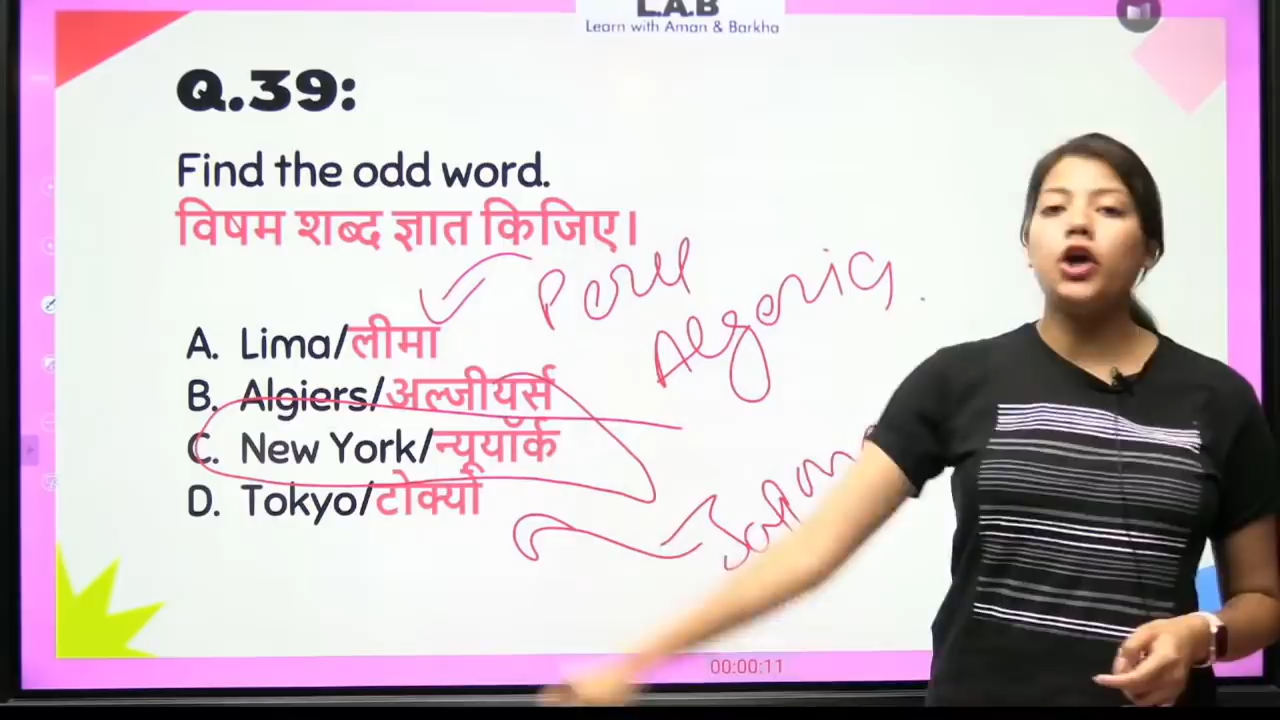 L.A.B
Learn with Aman & Barkha
Q.39:
Find the odd word.
विषम शब्द ज्ञात किजिए।
Peru
Algeria
A. Lima/लीमा
B. Algiers/अल्जीयर्स
C. New York/न्यूयॉर्क
D. Tokyo/टोक्यो
Japan
00:00:11